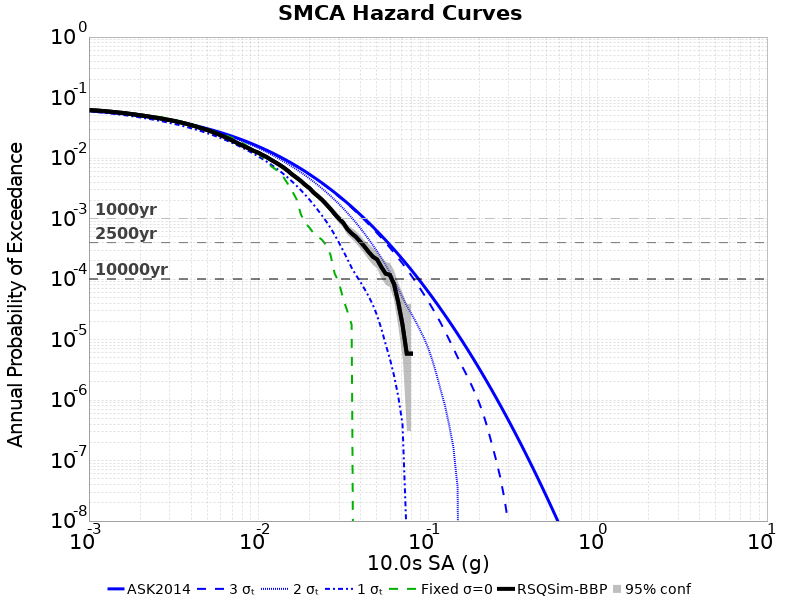 SMCA Hazard Curves
Annual Probability of Exceedance
10⁰
10⁻¹
10⁻²
10⁻³
10⁻⁴
10⁻⁵
10⁻⁶
10⁻⁷
10⁻⁸
1000yr
2500yr
10000yr
10⁻³ 10⁻² 10⁻¹ 10⁰ 10¹
10.0s SA (g)
ASK2014 3 σₜ 2 σₜ 1 σₜ Fixed σ=0 RSQSim-BBP 95% conf